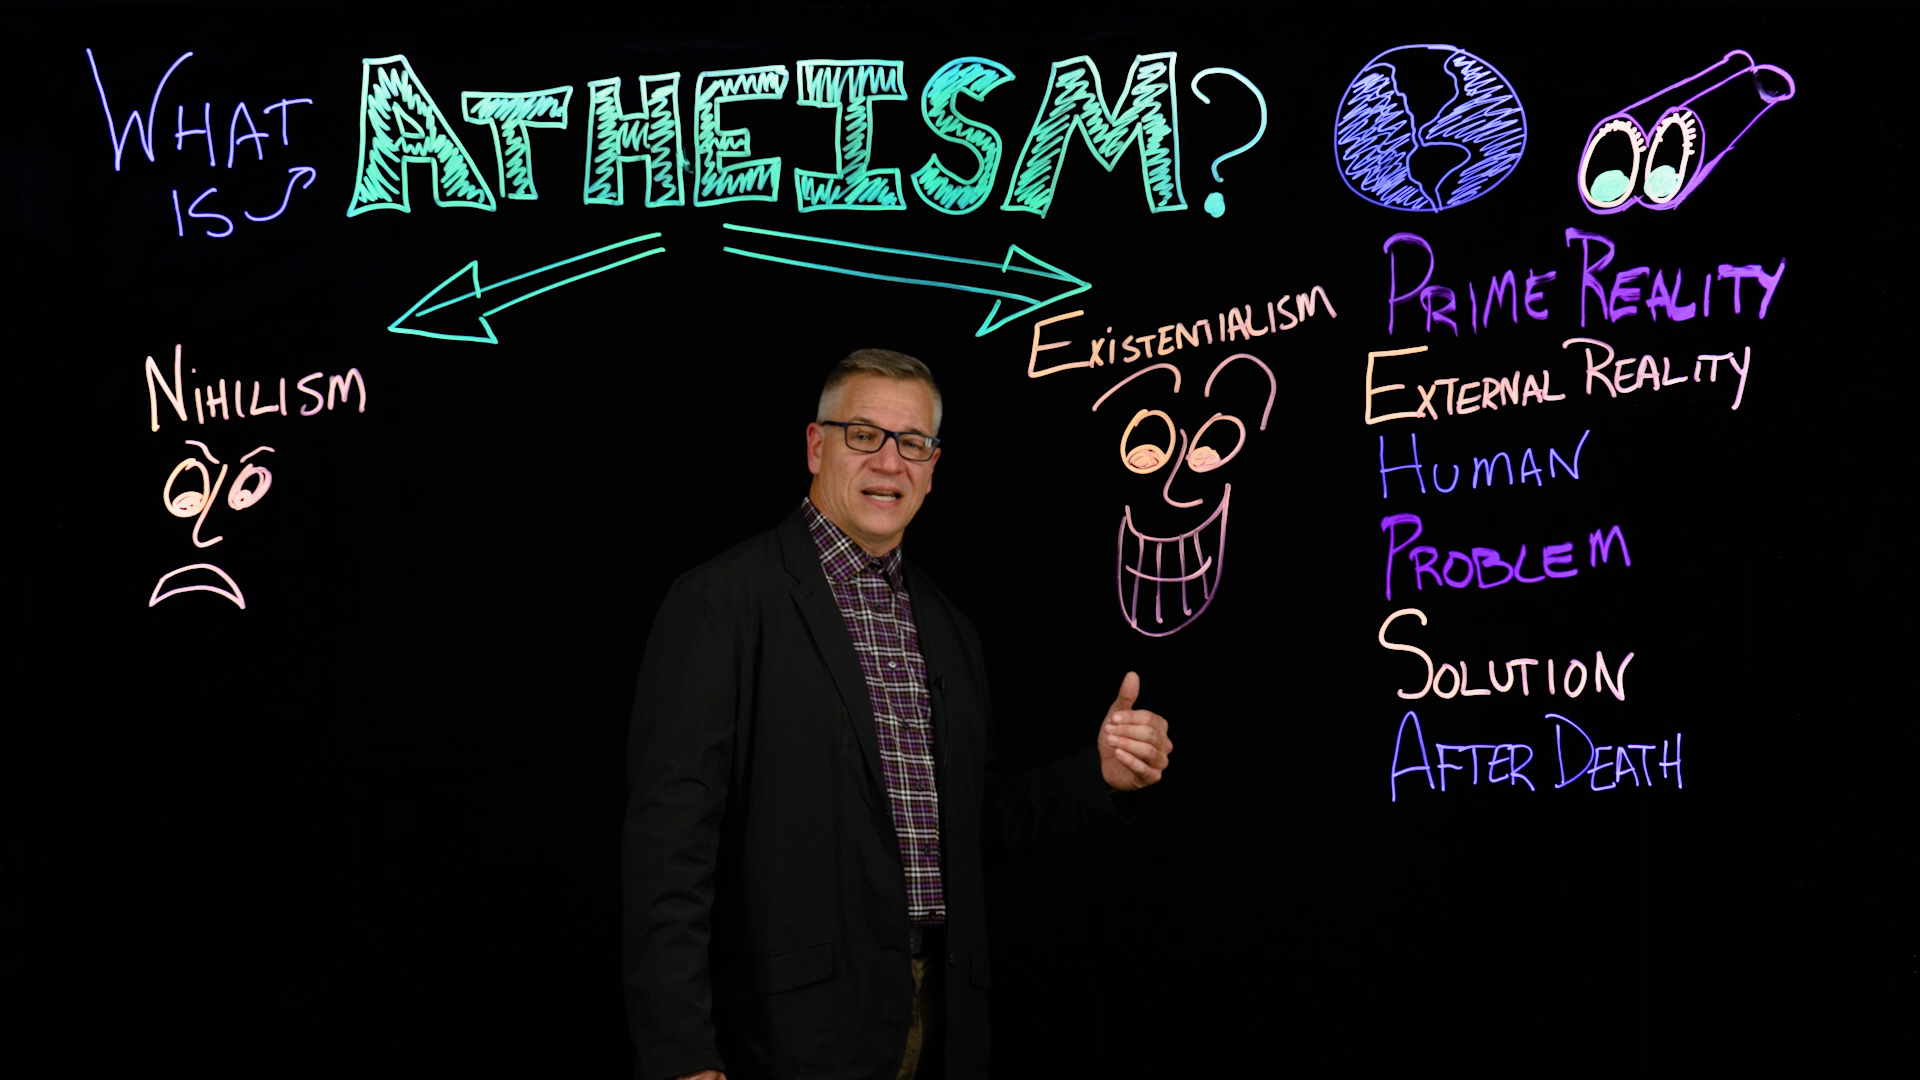 WHAT IS ATHEISM?
NIHILISM
EXISTENTIALISM
PRIME REALITY
EXTERNAL REALITY
HUMAN
PROBLEM
SOLUTION
AFTER DEATH